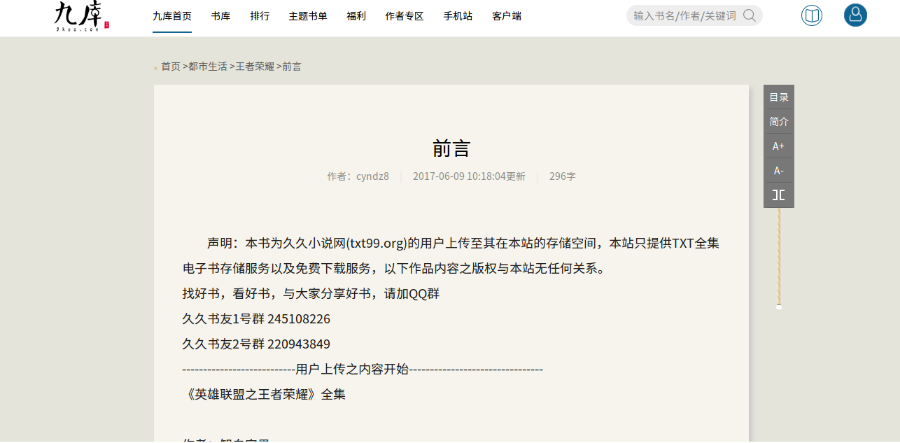 九库
9kus.com
九库首页 书库 排行 主题书单 福利 作者专区 手机站 客户端
输入书名/作者/关键词
首页 >都市生活 >王者荣耀 >前言
目录
简介
A+
A-
前言
作者：cyndz8 2017-06-09 10:18:04更新 296字
声明：本书为久久小说网(txt99.org)的用户上传至其在本站的存储空间，本站只提供TXT全集
电子书存储服务以及免费下载服务，以下作品内容之版权与本站无任何关系。
找好书，看好书，与大家分享好书，请加QQ群
久久书友1号群 245108226
久久书友2号群 220943849
---------------------------用户上传之内容开始--------------------------------
《英雄联盟之王者荣耀》全集